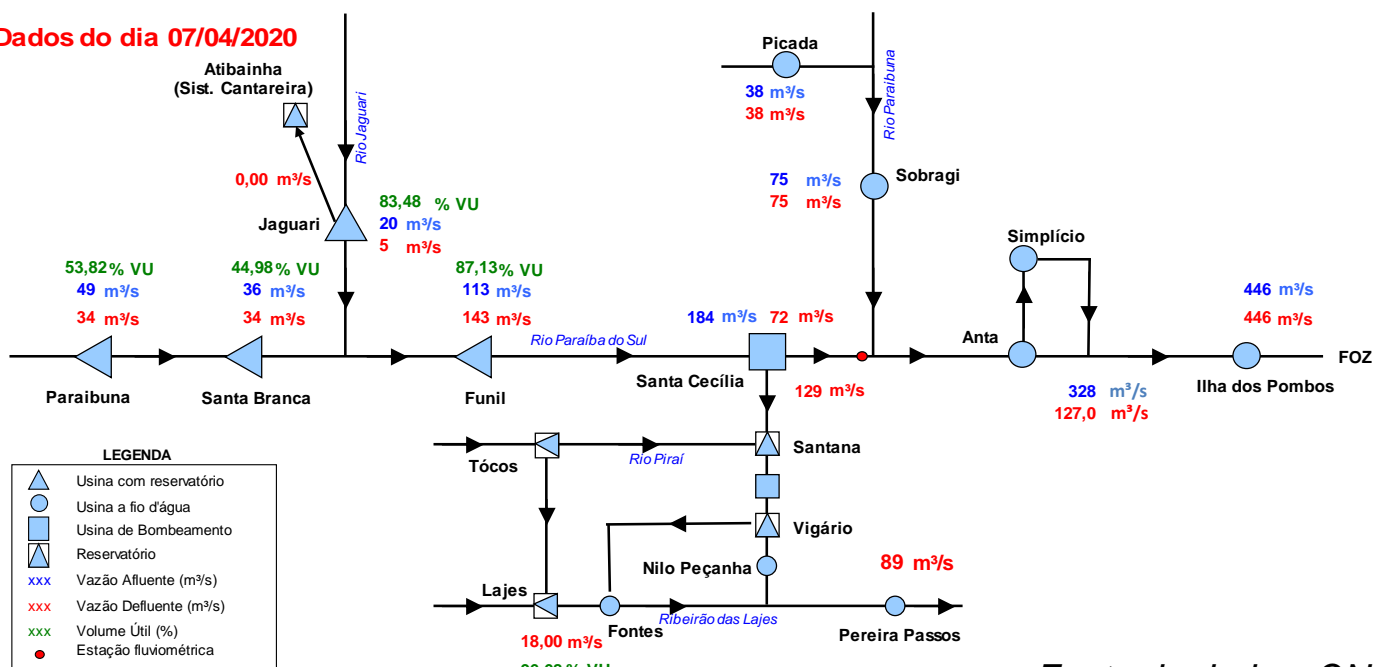 Dados do dia 07/04/2020
Atibainha
(Sist. Cantareira)
Rio Jaguari
0,00 m³/s
Jaguari
83,48 % VU
20 m³/s
5 m³/s
Picada
38 m³/s
38 m³/s
Rio Paraibuna
75 m³/s
75 m³/s
Sobragi
Simplício
53,82% VU
49 m³/s
34 m³/s
Paraibuna
44,98% VU
36 m³/s
34 m³/s
Santa Branca
87,13% VU
113 m³/s
143 m³/s
Funil
Rio Paraíba do Sul
184 m³/s 72 m³/s
Santa Cecília
129 m³/s
Anta
328 m³/s
127,0 m³/s
446 m³/s
446 m³/s
Ilha dos Pombos
FOZ
Tócos
Rio Piraí
Santana
Vigário
Nilo Peçanha
89 m³/s
Lajes
18,00 m³/s
Fontes
Ribeirão das Lajes
Pereira Passos
LEGENDA
Usina com reservatório
Usina a fio d'água
Usina de Bombeamento
Reservatório
xxx Vazão Afluente (m³/s)
xxx Vazão Defluente (m³/s)
xxx Volume Útil (%)
Estação fluviométrica